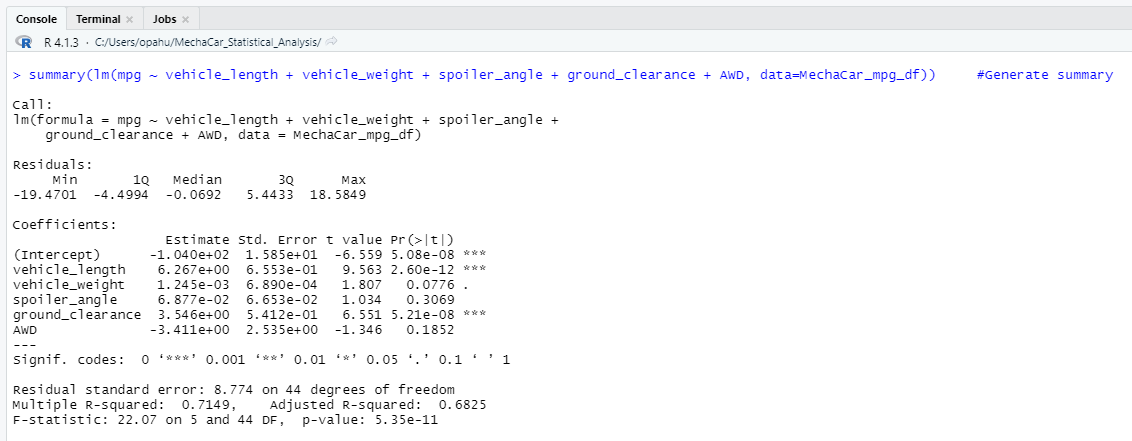 Console Terminal × Jobs ×
R 4.1.3 · C:/Users/opahu/MechaCar_Statistical_Analysis/
> summary(lm(mpg ~ vehicle_length + vehicle_weight + spoiler_angle + ground_clearance + AWD, data=MechaCar_mpg_df))     #Generate summary
Call:
lm(formula = mpg ~ vehicle_length + vehicle_weight + spoiler_angle +
    ground_clearance + AWD, data = MechaCar_mpg_df)
Residuals:
     Min       1Q   Median       3Q      Max
-19.4701  -4.4994  -0.0692   5.4433  18.5849
Coefficients:
                   Estimate Std. Error t value Pr(>|t|)
(Intercept)      -1.040e+02  1.585e+01  -6.559 5.08e-08 ***
vehicle_length    6.267e+00  6.553e-01   9.563 2.60e-12 ***
vehicle_weight    1.245e-03  6.890e-04   1.807   0.0776 .
spoiler_angle     6.877e-02  6.653e-02   1.034   0.3069
ground_clearance  3.546e+00  5.412e-01   6.551 5.21e-08 ***
AWD              -3.411e+00  2.535e+00  -1.346   0.1852
---
Signif. codes:  0 ‘***’ 0.001 ‘**’ 0.01 ‘*’ 0.05 ‘.’ 0.1 ‘ ’ 1
Residual standard error: 8.774 on 44 degrees of freedom
Multiple R-squared:  0.7149,    Adjusted R-squared:  0.6825
F-statistic: 22.07 on 5 and 44 DF,  p-value: 5.35e-11